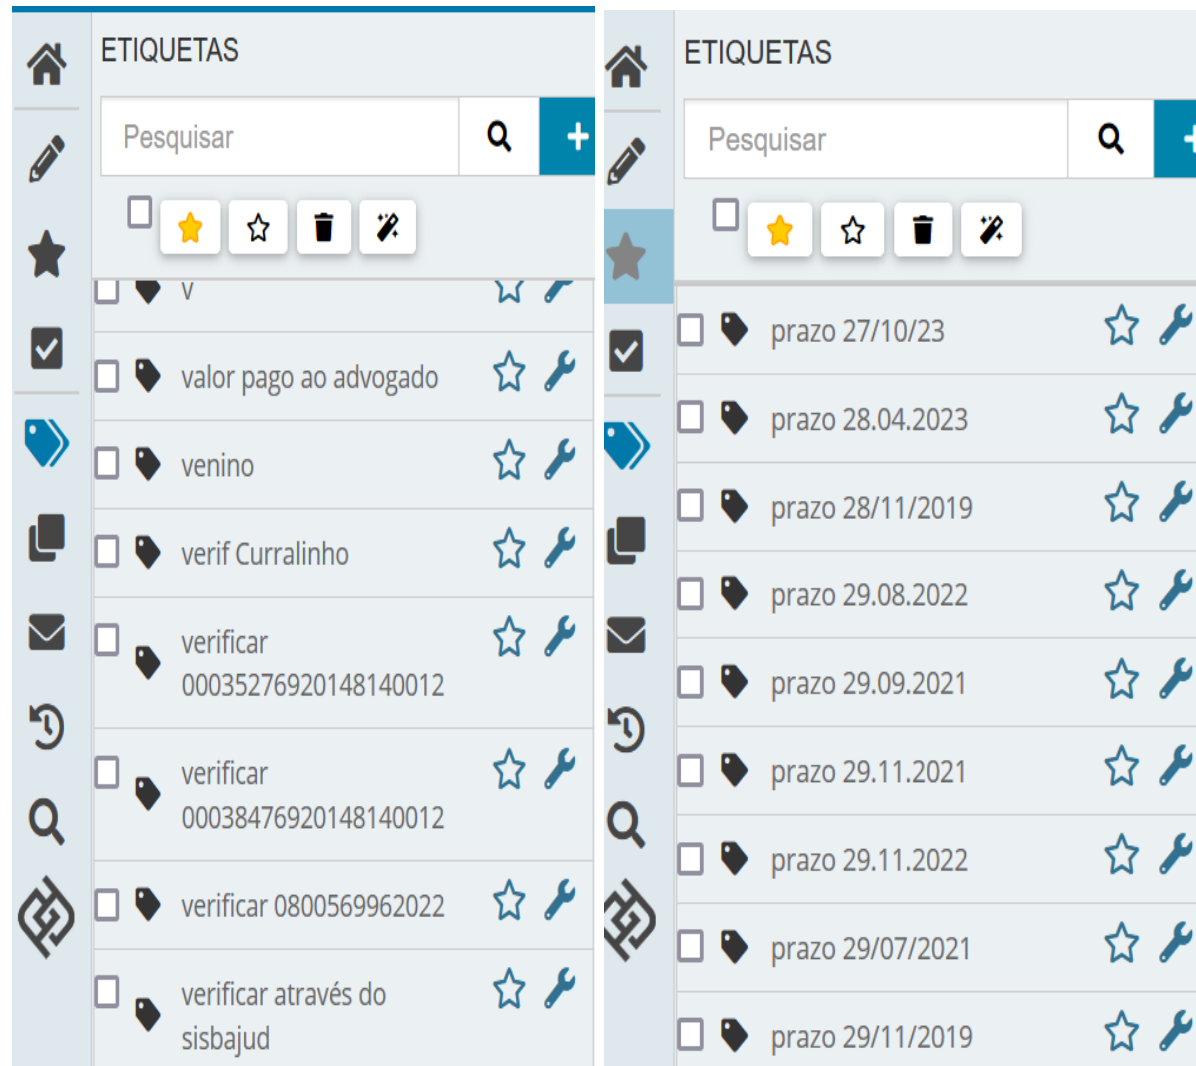 ETIQUETAS
Pesquisar
v
valor pago ao advogado
venino
verif Curralinho
verificar
00035276920148140012
verificar
00038476920148140012
verificar 0800569962022
verificar através do
sisbajud
ETIQUETAS
Pesquisar
prazo 27/10/23
prazo 28.04.2023
prazo 28/11/2019
prazo 29.08.2022
prazo 29.09.2021
prazo 29.11.2021
prazo 29.11.2022
prazo 29/07/2021
prazo 29/11/2019